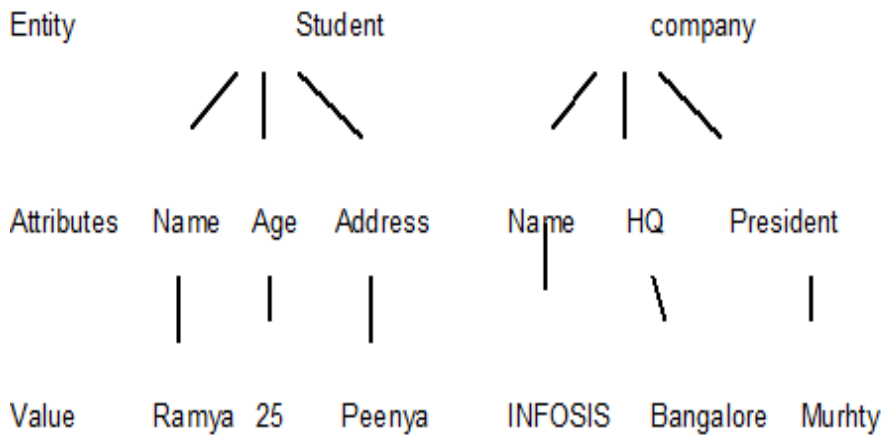 Entity Student company
Attributes Name Age Address Name HQ President
Value Ramya 25 Peenya INFOSIS Bangalore Murhty